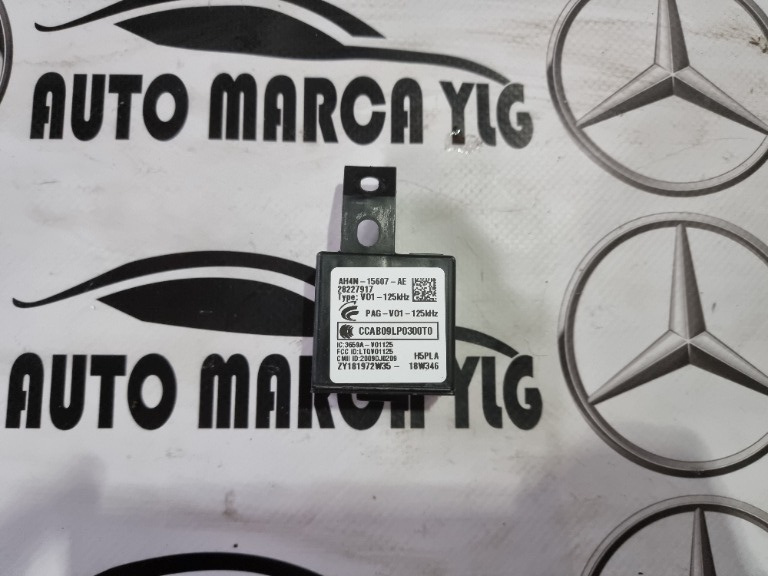 AUTO MARCA YLG
AH4N-15607-AE
28227917
Type: V01-125kHz
PAG-V01-125kHz
CCAB09LP0300T0
IC:3659A-V01125
FCC ID:LTQV01125
CMII ID:2009DJ0209
H5PLA
ZY181972W35- 18W346
AUTO MARCA YLG